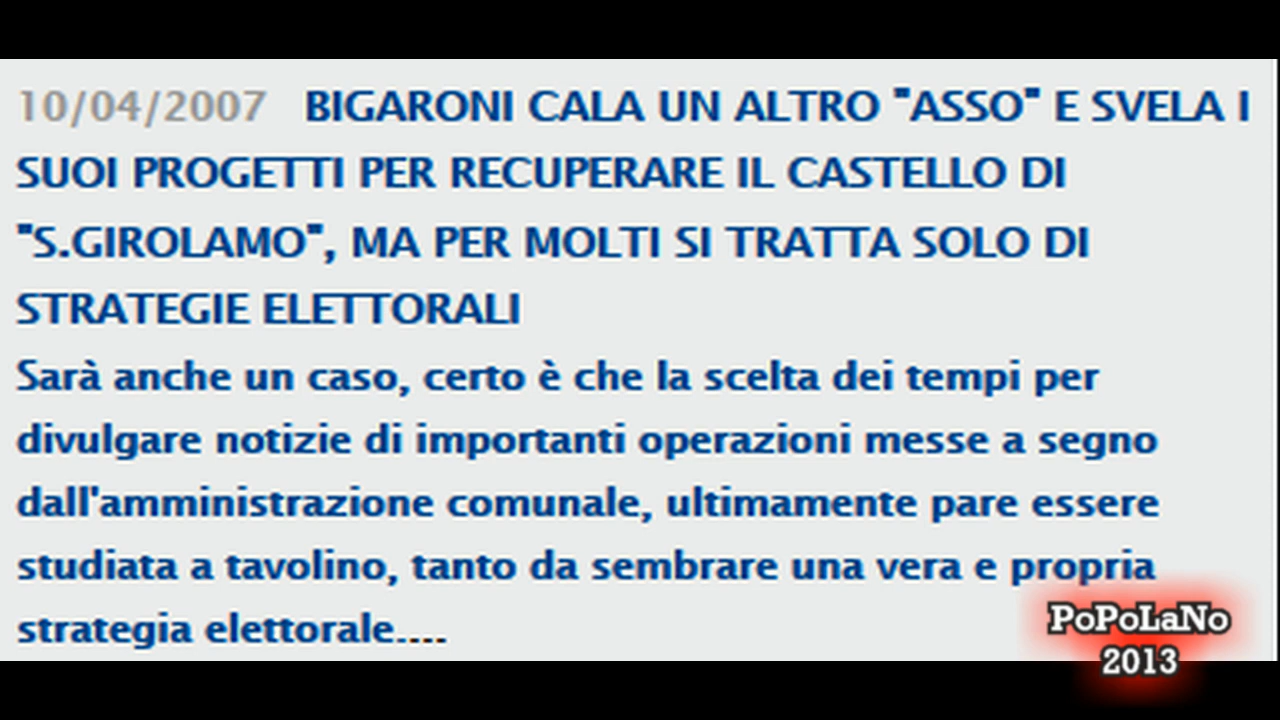 10/04/2007 BIGARONI CALA UN ALTRO "ASSO" E SVELA I
SUOI PROGETTI PER RECUPERARE IL CASTELLO DI
"S.GIROLAMO", MA PER MOLTI SI TRATTA SOLO DI
STRATEGIE ELETTORALI
Sarà anche un caso, certo è che la scelta dei tempi per
divulgare notizie di importanti operazioni messe a segno
dall'amministrazione comunale, ultimamente pare essere
studiata a tavolino, tanto da sembrare una vera e propria
strategia elettorale....
PoPoLaNo
2013